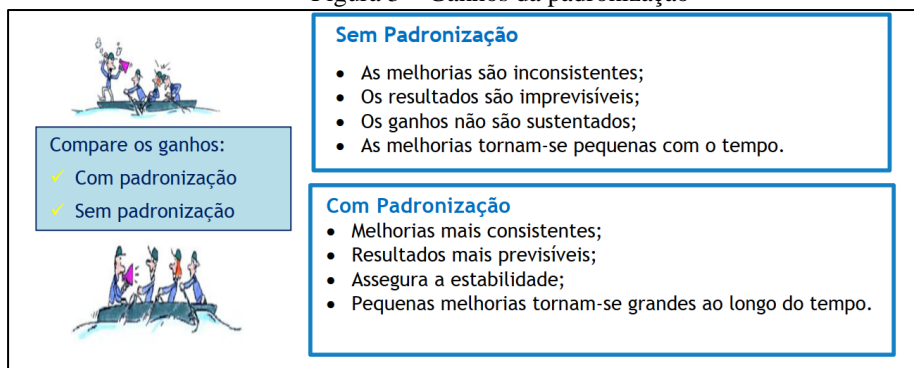 Sem Padronização
• As melhorias são inconsistentes;
• Os resultados são imprevisíveis;
• Os ganhos não são sustentados;
• As melhorias tornam-se pequenas com o tempo.
Compare os ganhos:
✓ Com padronização
✓ Sem padronização
Com Padronização
• Melhorias mais consistentes;
• Resultados mais previsíveis;
• Assegura a estabilidade;
• Pequenas melhorias tornam-se grandes ao longo do tempo.